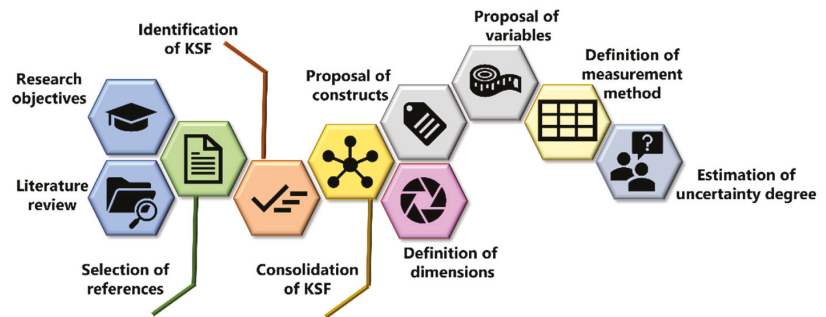 Research
objectives
Literature
review
Selection of
references
Identification
of KSF
Consolidation
of KSF
Proposal of
constructs
Definition of
dimensions
Proposal of
variables
Definition of
measurement
method
?
Estimation of
uncertainty degree